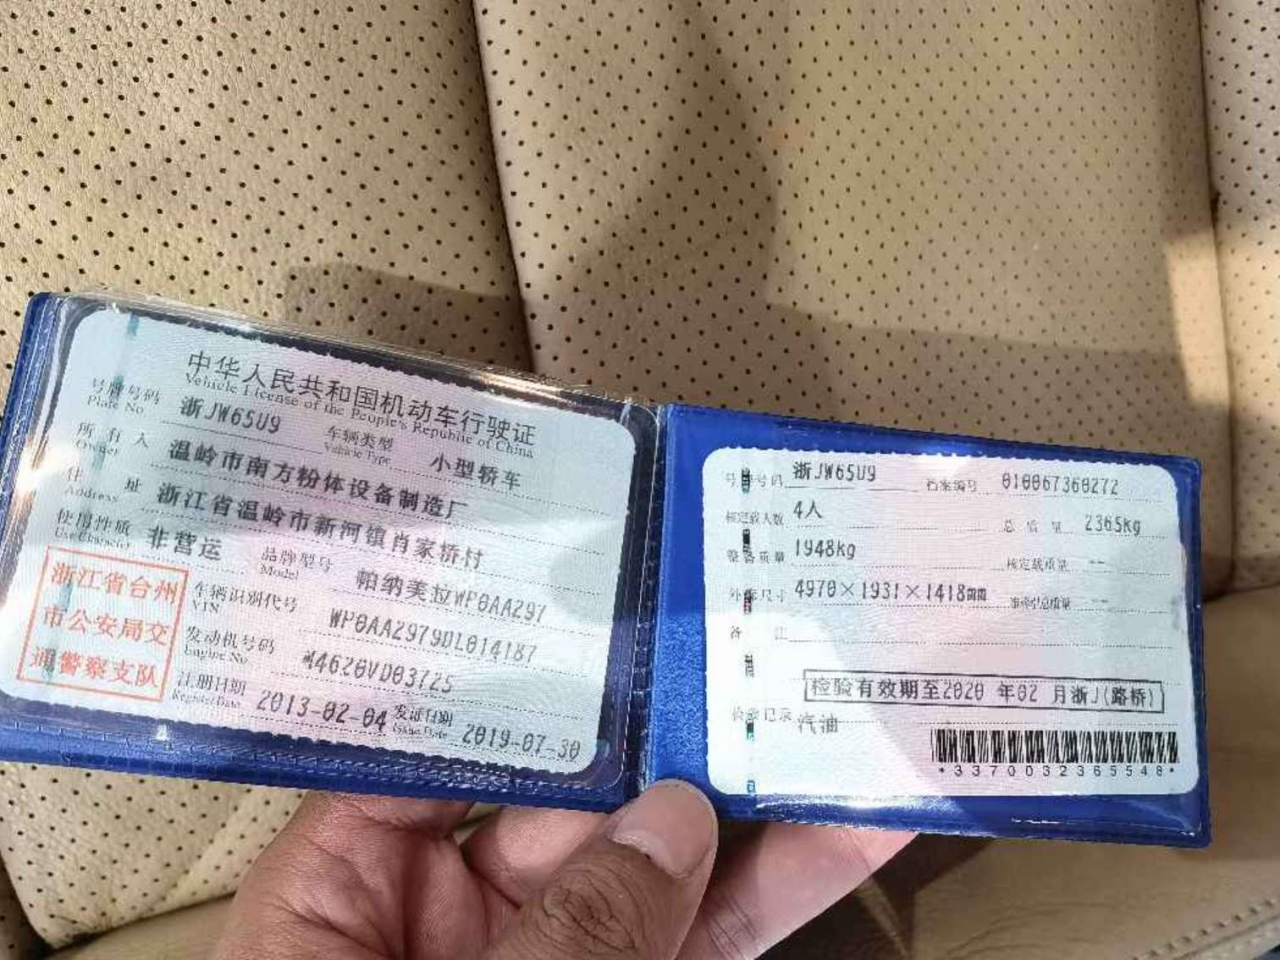 中华人民共和国机动车行驶证
Vehicle License of the People's Republic of China
号牌号码 浙JW65U9 车辆类型 小型轿车
Plate No Vehicle Type
所有人 温岭市南方粉体设备制造厂
Owner
住址 浙江省温岭市新河镇肖家桥村
Address
使用性质 非营运 品牌型号 帕纳美拉WP0AA297
Use Character Model
浙江省台州
市公安局交
通警察支队
车辆识别代号 WP0AA2979DL014187
VIN
发动机号码 M4620VD03725
Engine No
注册日期 2013-02-04 发证日期 2019-07-30
Register Date Issue Date
号牌号码 浙JW65U9 档案编号 010067360272
核定载人数 4人 总质量 2365kg
整备质量 1948kg 核定载质量 --
外廓尺寸 4970×1931×1418mm 准牵引总质量 --
备注
检验有效期至2020 年02 月浙J(路桥)
检验记录 汽油
*3370032365548*